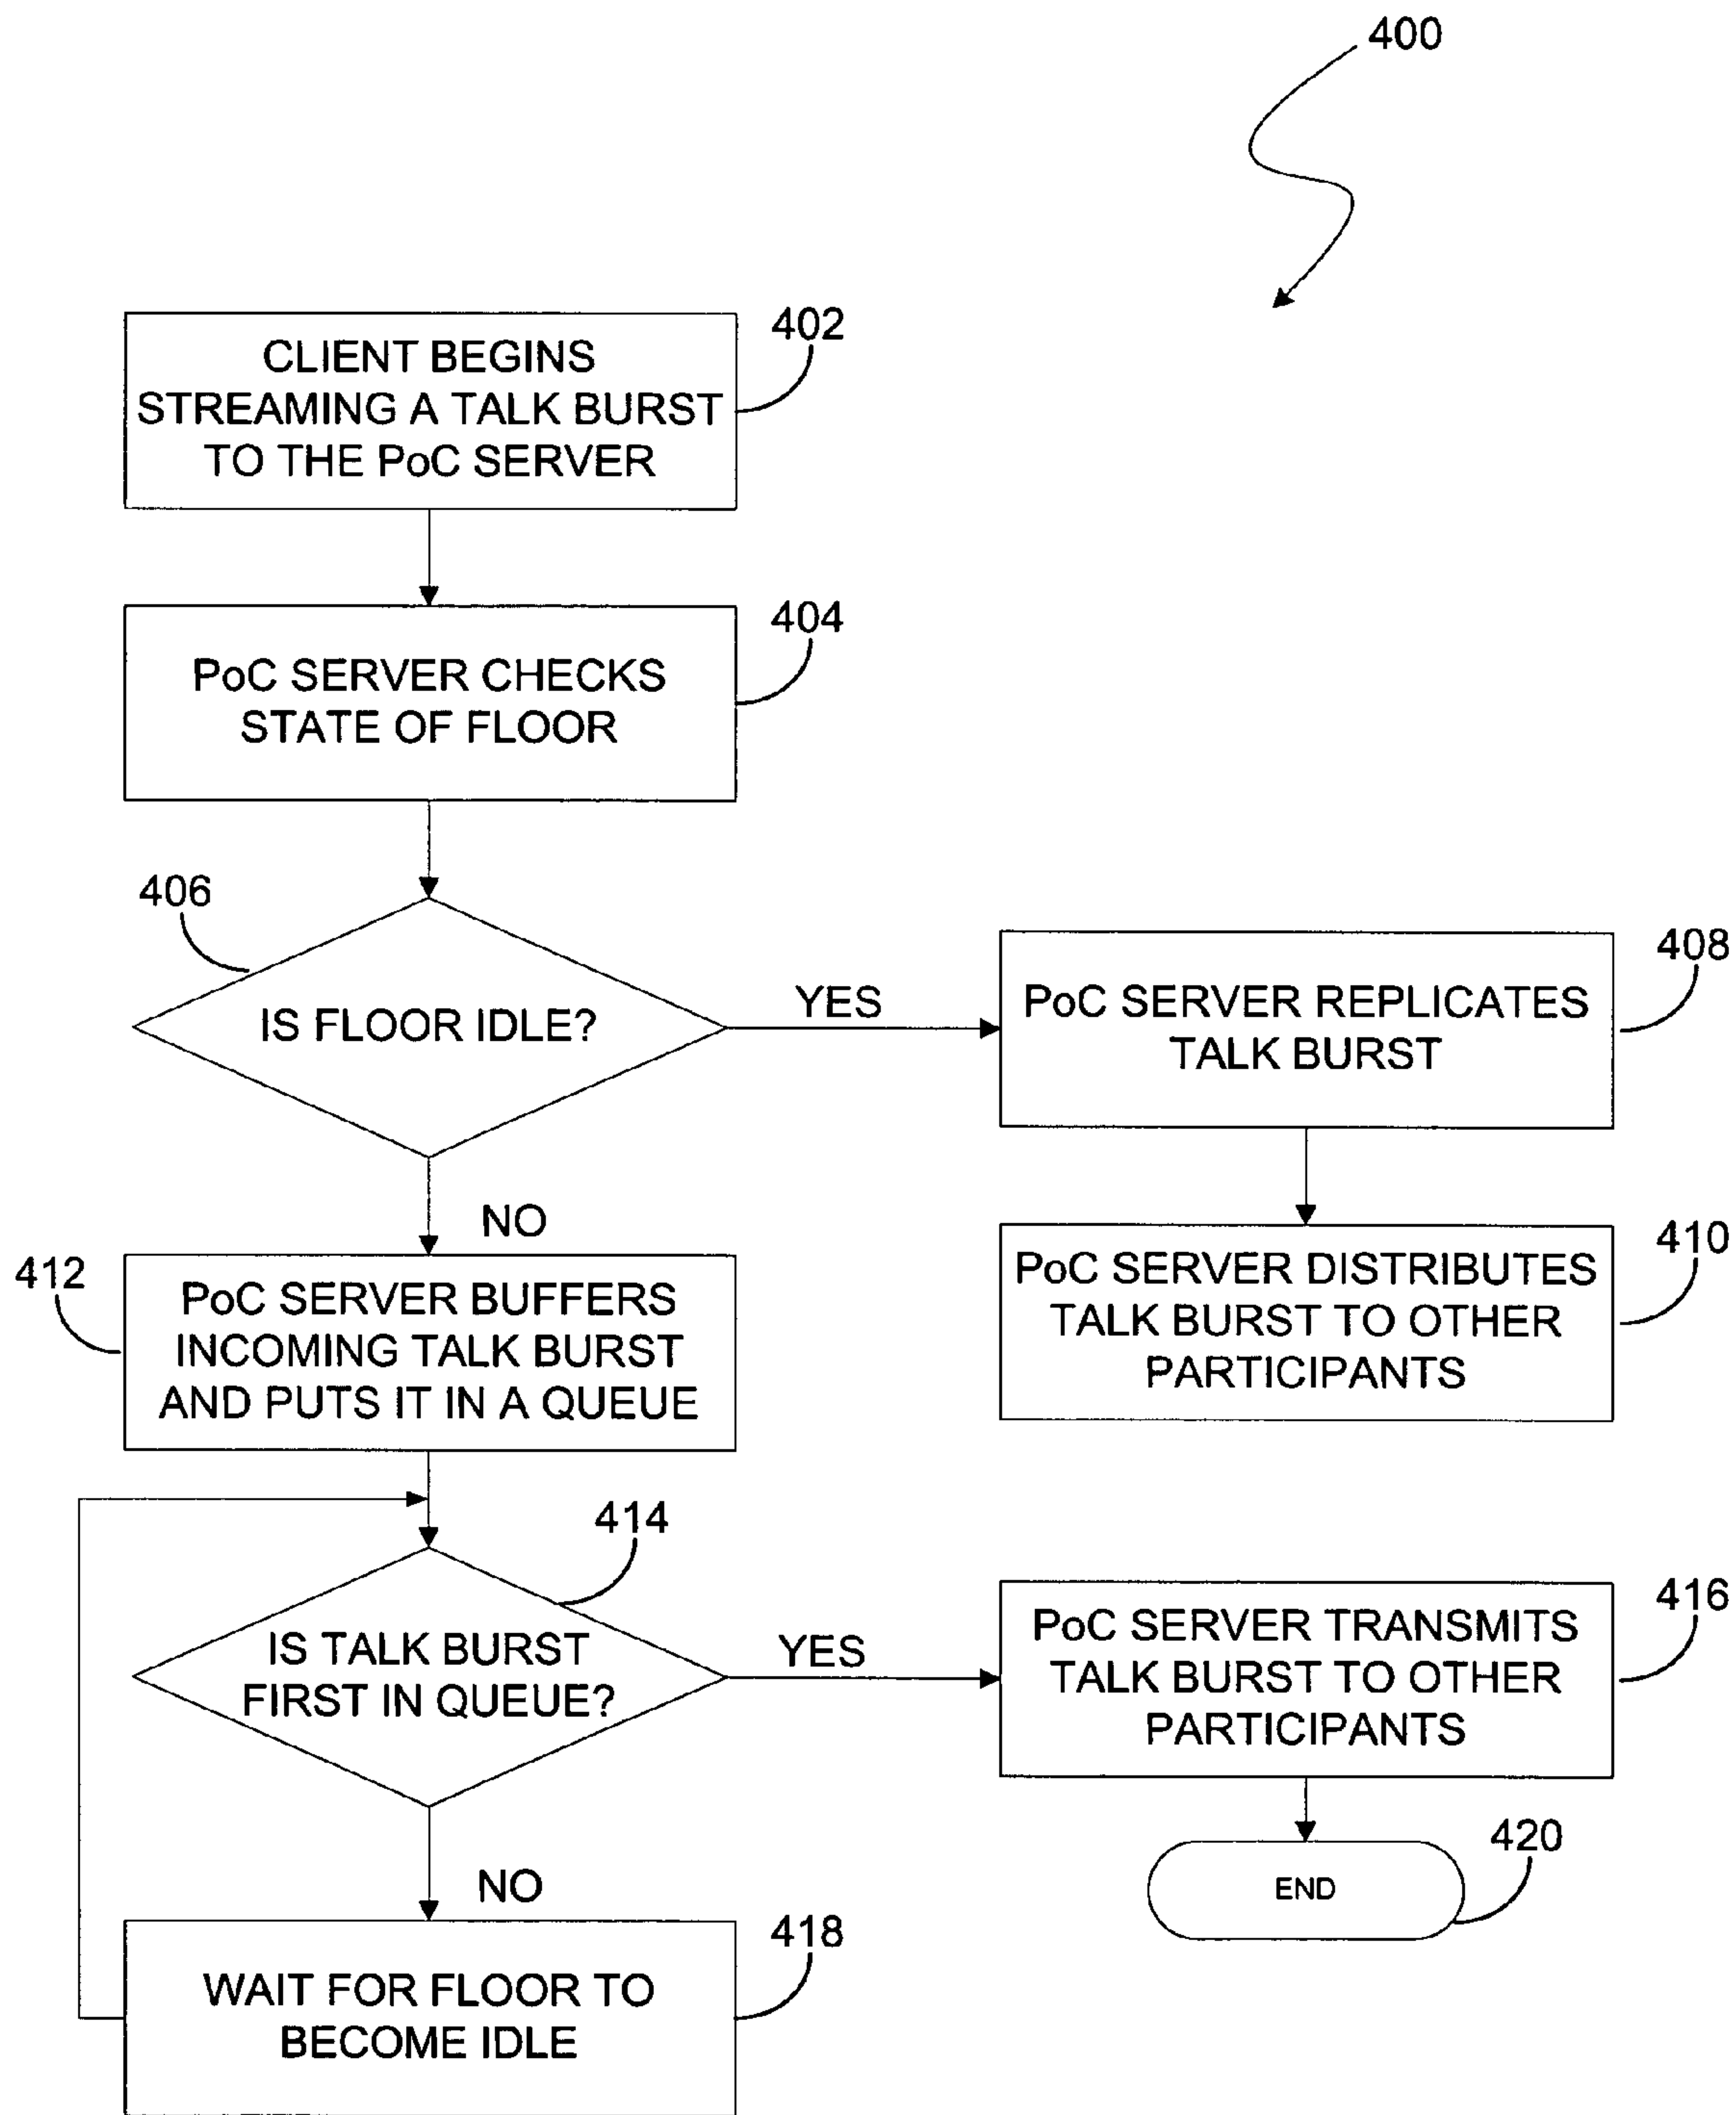 400
402
CLIENT BEGINS
STREAMING A TALK BURST
TO THE PoC SERVER
404
PoC SERVER CHECKS
STATE OF FLOOR
406
IS FLOOR IDLE?
YES
408
PoC SERVER REPLICATES
TALK BURST
NO
410
PoC SERVER DISTRIBUTES
TALK BURST TO OTHER
PARTICIPANTS
412
PoC SERVER BUFFERS
INCOMING TALK BURST
AND PUTS IT IN A QUEUE
414
IS TALK BURST
FIRST IN QUEUE?
YES
416
PoC SERVER TRANSMITS
TALK BURST TO OTHER
PARTICIPANTS
420
END
NO
418
WAIT FOR FLOOR TO
BECOME IDLE